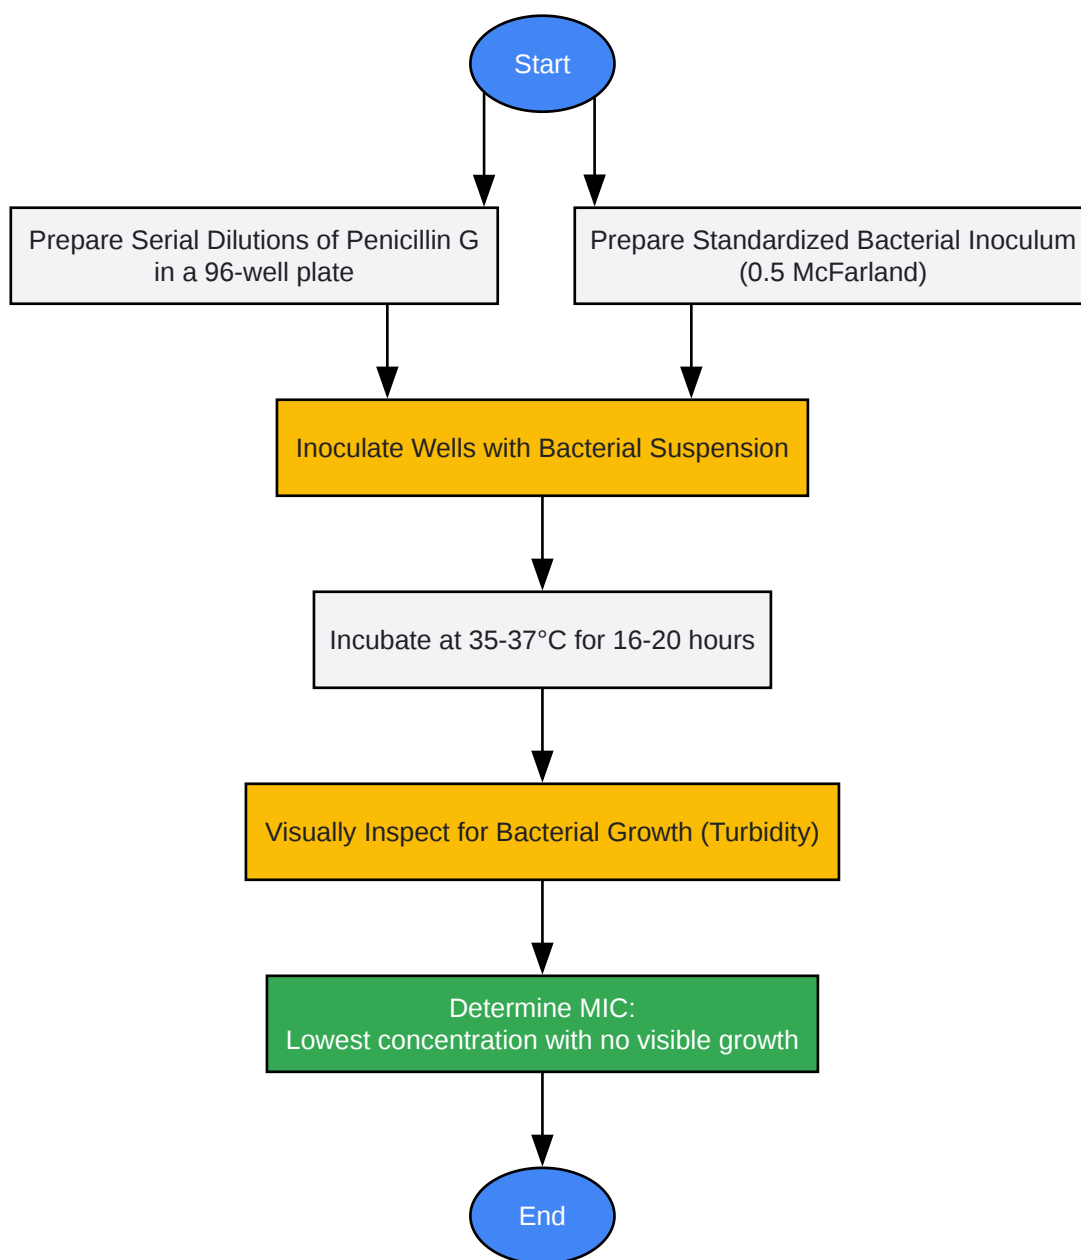 Start
Prepare Serial Dilutions of Penicillin G
in a 96-well plate
Prepare Standardized Bacterial Inoculum
(0.5 McFarland)
Inoculate Wells with Bacterial Suspension
Incubate at 35-37°C for 16-20 hours
Visually Inspect for Bacterial Growth (Turbidity)
Determine MIC:
Lowest concentration with no visible growth
End